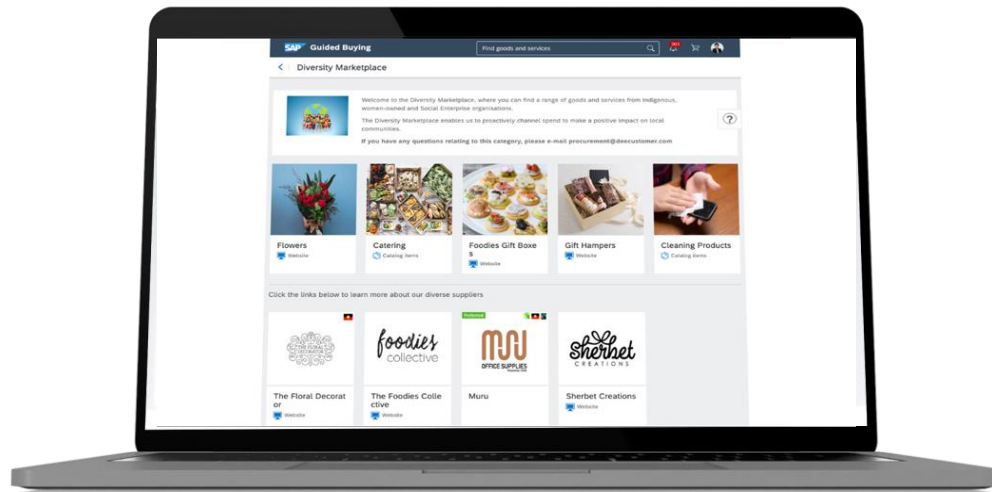 SAP Guided Buying
Find goods and services
Diversity Marketplace
Welcome to the Diversity Marketplace, where you can find a range of goods and services from Indigenous,
women-owned and Social Enterprise organisations.
The Diversity Marketplace enables us to proactively channel spend to make a positive impact on local
communities.
If you have any questions relating to this category, please e-mail procurement@deecustomer.com
?
Flowers
Website
Catering
Catalog items
Foodies Gift Boxe
s
Website
Gift Hampers
Website
Cleaning Products
Catalog items
Click the links below to learn more about our diverse suppliers
THE FLORAL
DECORATOR
The Floral Decorat
or
Website
foodies
collective
The Foodies Colle
ctive
Website
Preferred
OFFICE SUPPLIES
Muru
Sherbet
CREATIONS
Sherbet Creations
Website